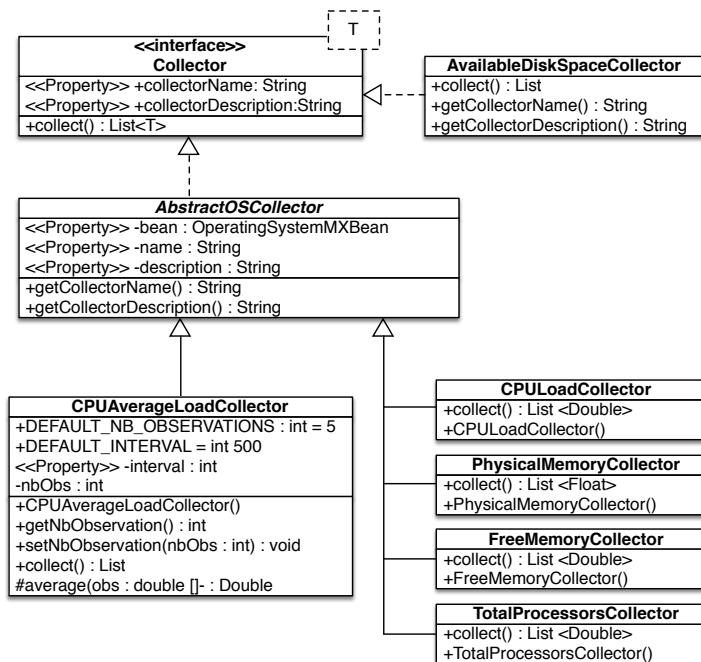 T
<<interface>>
Collector
<<Property>> +collectorName: String
<<Property>> +collectorDescription:String
+collect() : List<T>
AvailableDiskSpaceCollector
+collect() : List
+getCollectorName() : String
+getCollectorDescription() : String
AbstractOSCollector
<<Property>> -bean : OperatingSystemMXBean
<<Property>> -name : String
<<Property>> -description : String
+getCollectorName() : String
+getCollectorDescription() : String
CPUAverageLoadCollector
+DEFAULT_NB_OBSERVATIONS : int = 5
+DEFAULT_INTERVAL = int 500
<<Property>> -interval : int
-nbObs : int
+CPUAverageLoadCollector()
+getNbObservation() : int
+setNbObservation(nbObs : int) : void
+collect() : List
#average(obs : double []- : Double
CPULoadCollector
+collect() : List <Double>
+CPULoadCollector()
PhysicalMemoryCollector
+collect() : List <Float>
+PhysicalMemoryCollector()
FreeMemoryCollector
+collect() : List <Double>
+FreeMemoryCollector()
TotalProcessorsCollector
+collect() : List <Double>
+TotalProcessorsCollector()